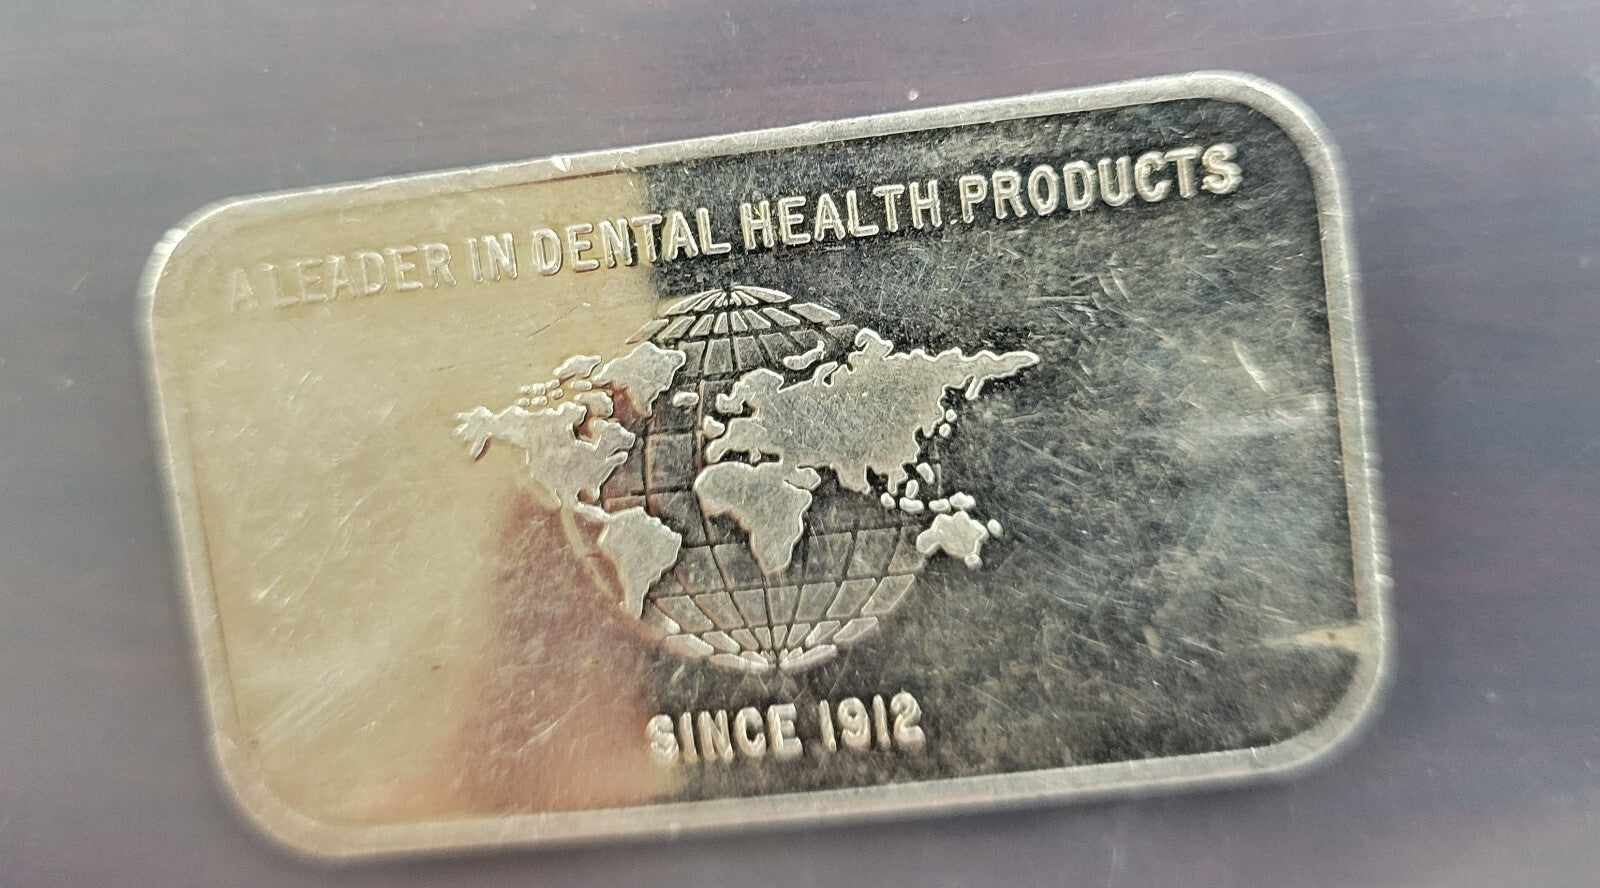 A LEADER IN DENTAL HEALTH PRODUCTS
SINCE 1912